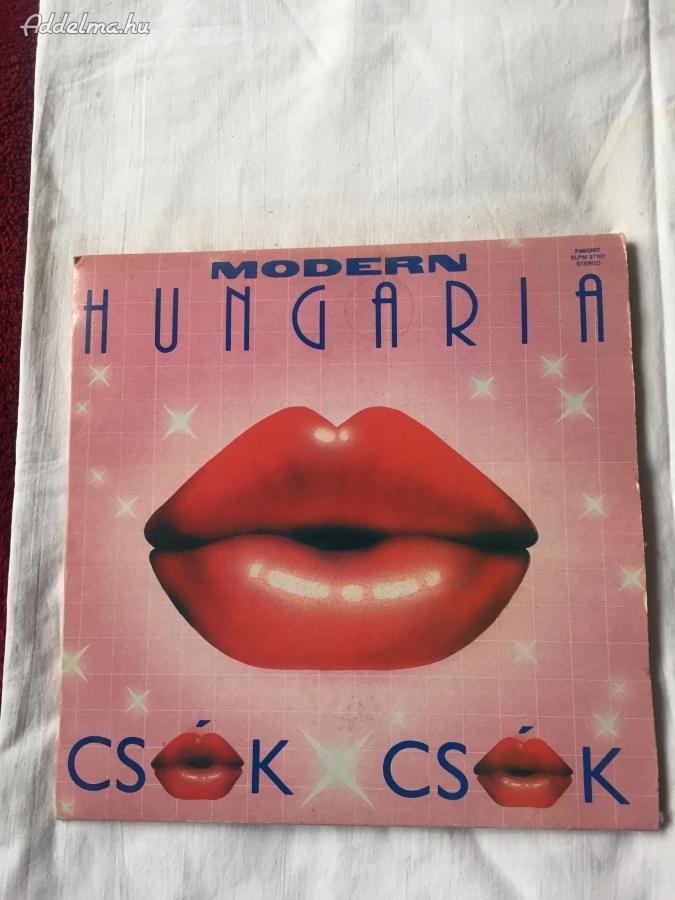 Addelma.hu
FAVORIT
SLPM 37107
STEREO
MODERN
HUNGARIA
CSÓK CSÓK